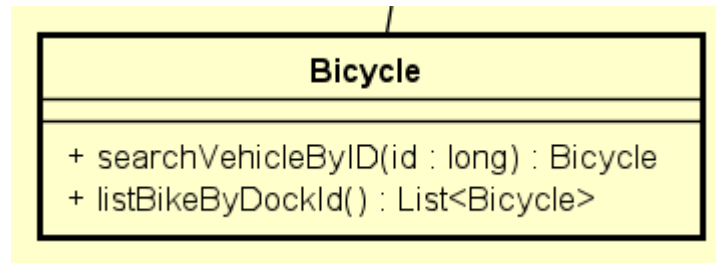 Bicycle
+ searchVehicleByID(id : long) : Bicycle
+ listBikeByDockId() : List<Bicycle>